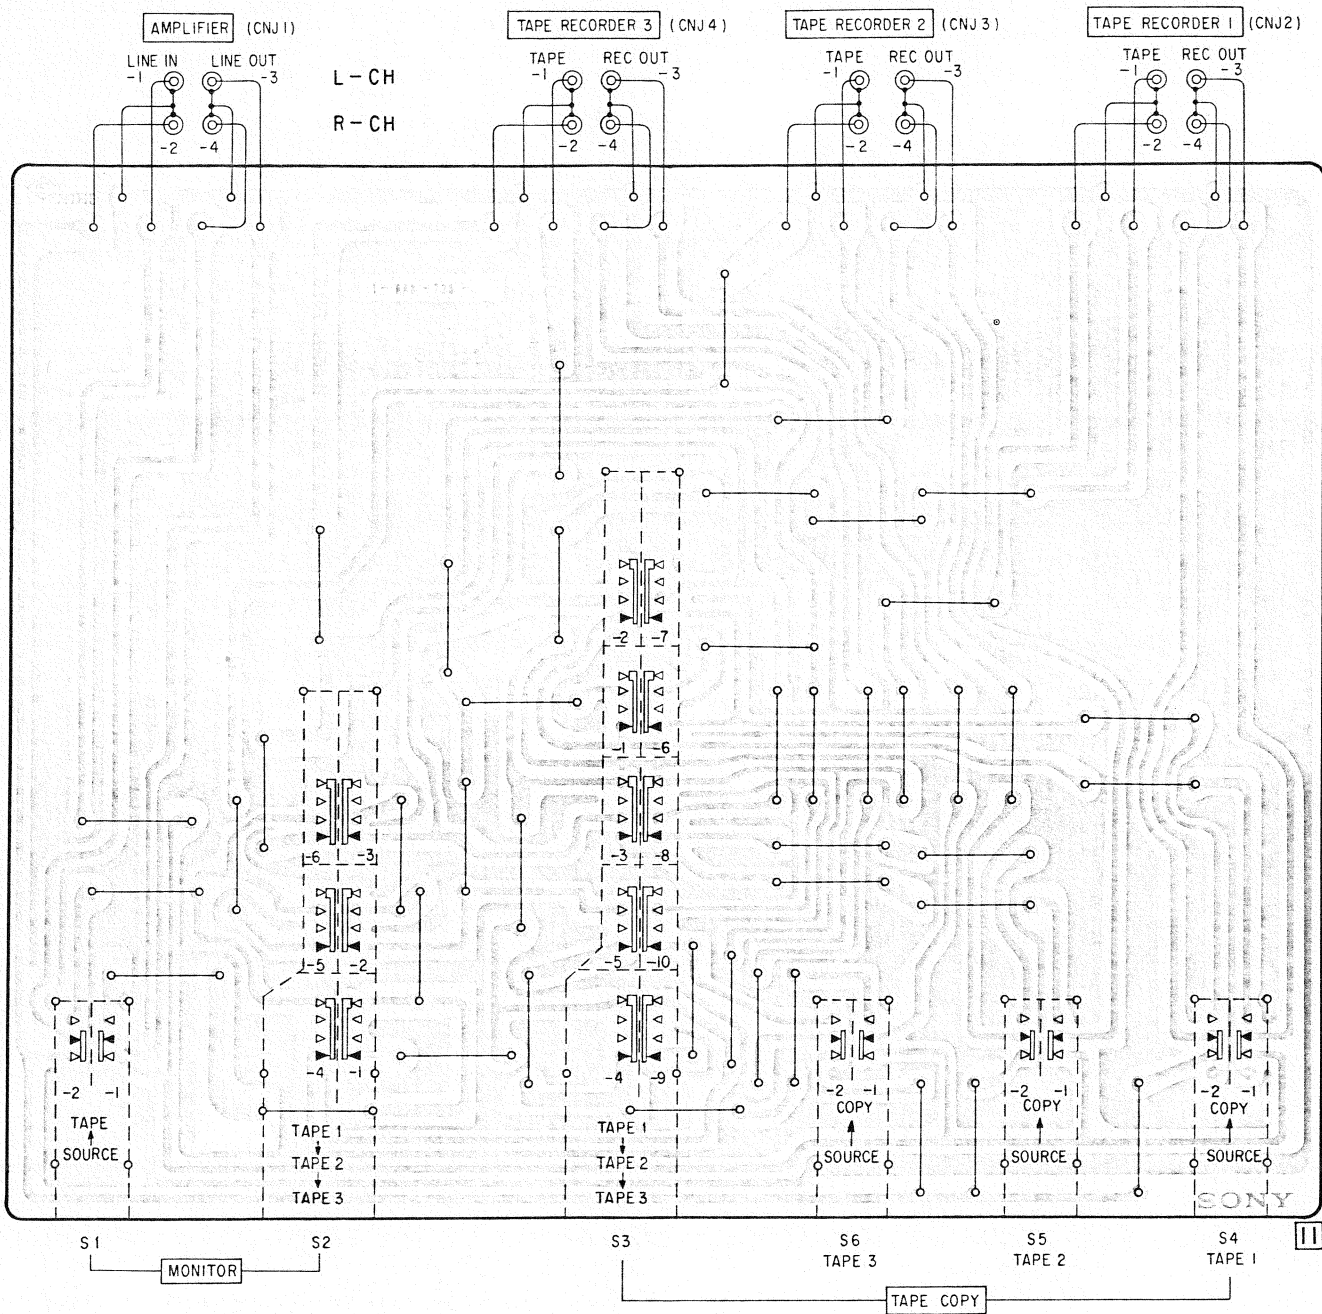 AMPLIFIER (CNJ1)
TAPE RECORDER 3 (CNJ4)
TAPE RECORDER 2 (CNJ3)
TAPE RECORDER 1 (CNJ2)
LINE IN LINE OUT
-1 -3
L-CH
TAPE REC OUT
-1 -3
TAPE REC OUT
-1 -3
TAPE REC OUT
-1 -3
R-CH
-2 -4
-2 -4
-2 -4
-2 -4
-2 -7
-1 -6
-6 -3
-3 -8
-5 -2
-5 -10
-4 -1
-4 -9
-2 -1
-2 -1
-2 -1
-2 -1
TAPE
SOURCE
TAPE 1
TAPE 2
TAPE 3
TAPE 1
TAPE 2
TAPE 3
COPY
SOURCE
COPY
SOURCE
COPY
SOURCE
SONY
11
S1 S2 S3 S6 S5 S4
TAPE 3 TAPE 2 TAPE 1
MONITOR
TAPE COPY